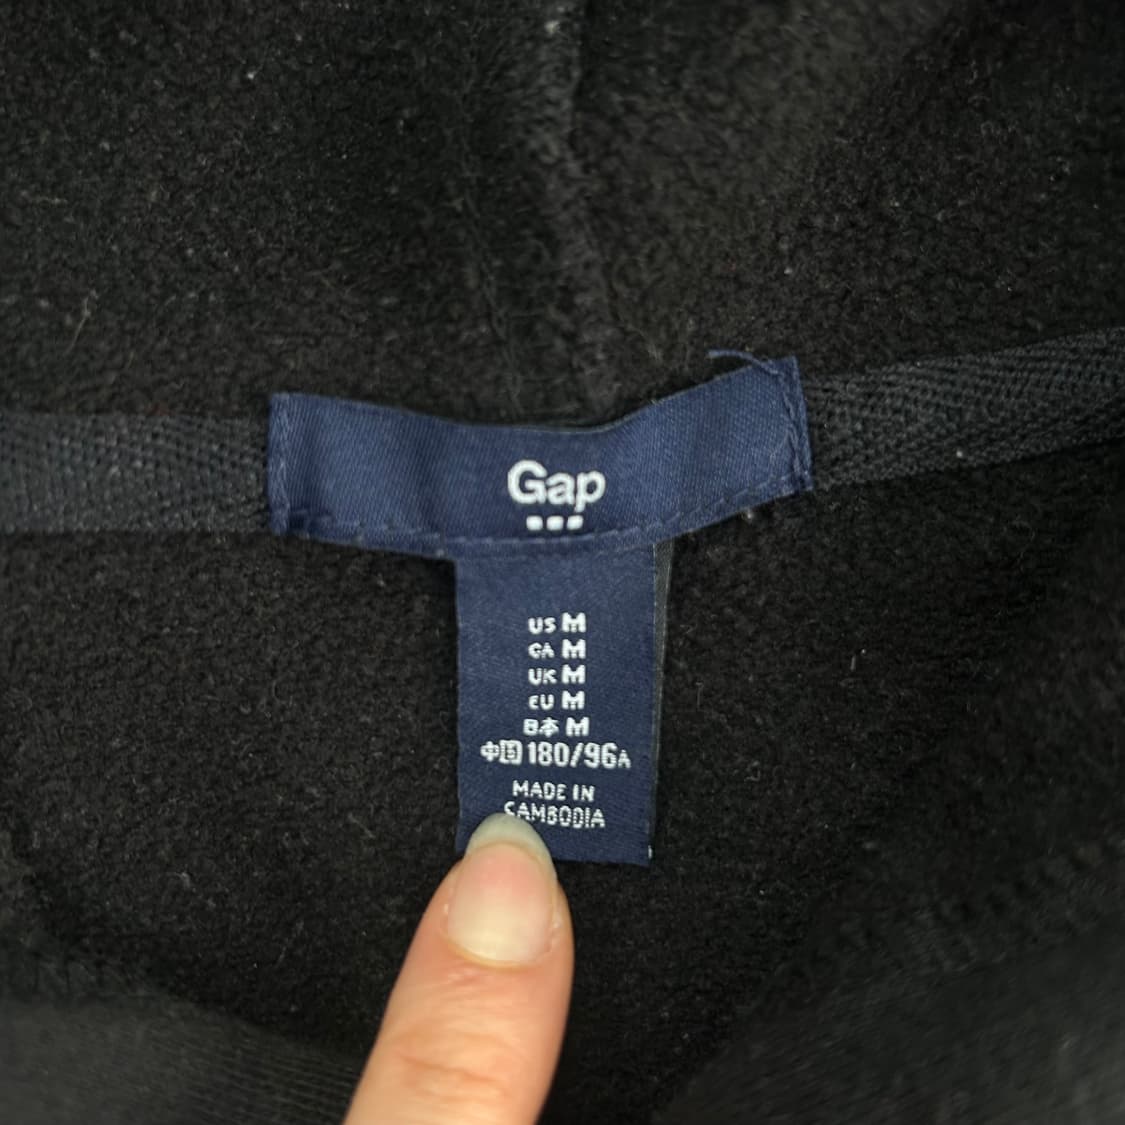 Gap
US M
CA M
UK M
EU M
日本 M
中国 180/96A
MADE IN
CAMBODIA